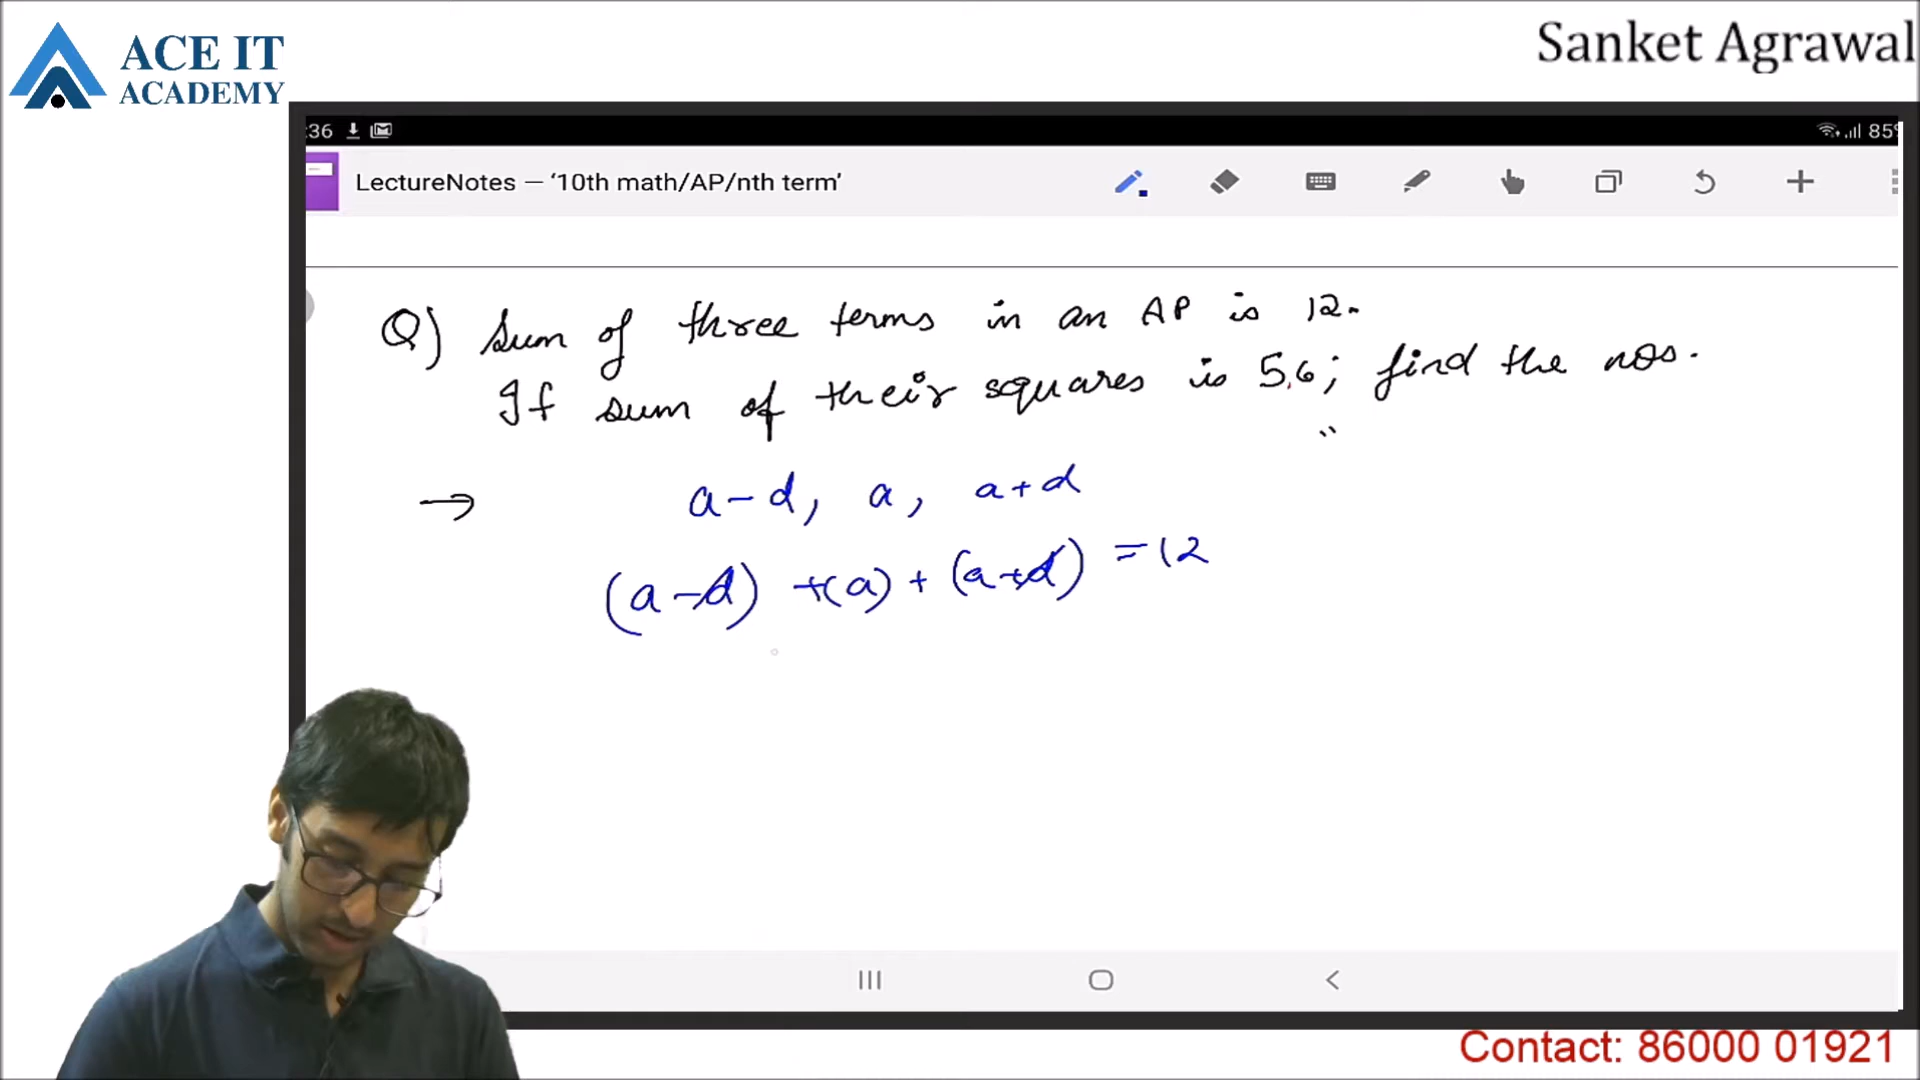 ACE IT
ACADEMY
Sanket Agrawal
:36
85%
LectureNotes — ‘10th math/AP/nth term’
Q) Sum of three terms in an AP is 12.
If sum of their squares is 56; find the nos.
→ a-d, a, a+d
(a-d) +(a) + (a+d) =12
Contact: 86000 01921